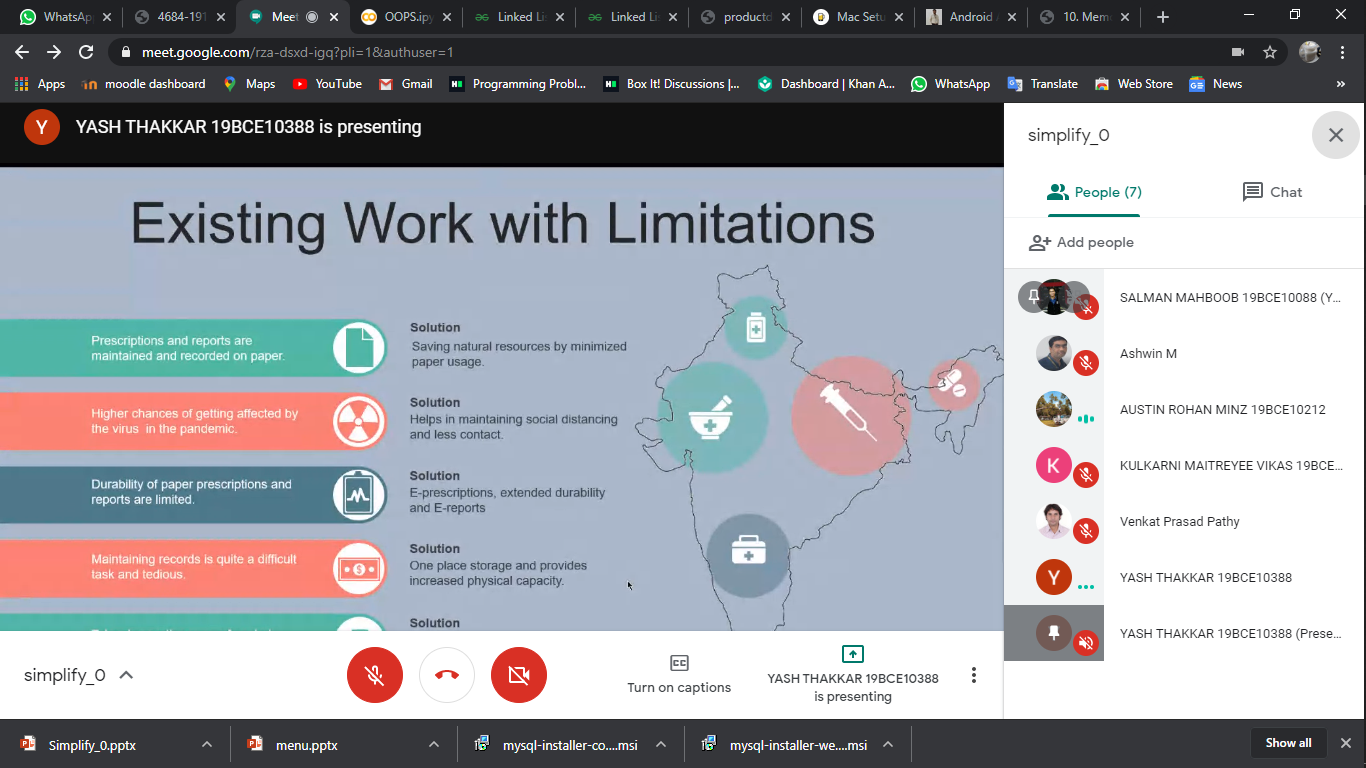 WhatsAp
4684-191
Meet
OOPS.ipy
Linked Li
Linked Li
productd
Mac Setu
Android A
10. Mem
meet.google.com/rza-dsxd-igq?pli=1&authuser=1
Apps
moodle dashboard
Maps
YouTube
Gmail
Programming Probl...
Box It! Discussions |...
Dashboard | Khan A...
WhatsApp
Translate
Web Store
News
»
Y
YASH THAKKAR 19BCE10388 is presenting
Existing Work with Limitations
Prescriptions and reports are
maintained and recorded on paper.
Solution
Saving natural resources by minimized
paper usage.
Higher chances of getting affected by
the virus in the pandemic.
Solution
Helps in maintaining social distancing
and less contact.
Durability of paper prescriptions and
reports are limited.
Solution
E-prescriptions, extended durability
and E-reports
Maintaining records is quite a difficult
task and tedious.
Solution
One place storage and provides
increased physical capacity.
Solution
simplify_0
People (7)
Chat
Add people
SALMAN MAHBOOB 19BCE10088 (Y...
Ashwin M
AUSTIN ROHAN MINZ 19BCE10212
K
KULKARNI MAITREYEE VIKAS 19BCE...
Venkat Prasad Pathy
Y
YASH THAKKAR 19BCE10388
YASH THAKKAR 19BCE10388 (Prese...
simplify_0
CC
Turn on captions
YASH THAKKAR 19BCE10388
is presenting
Simplify_0.pptx
menu.pptx
mysql-installer-co....msi
mysql-installer-we....msi
Show all